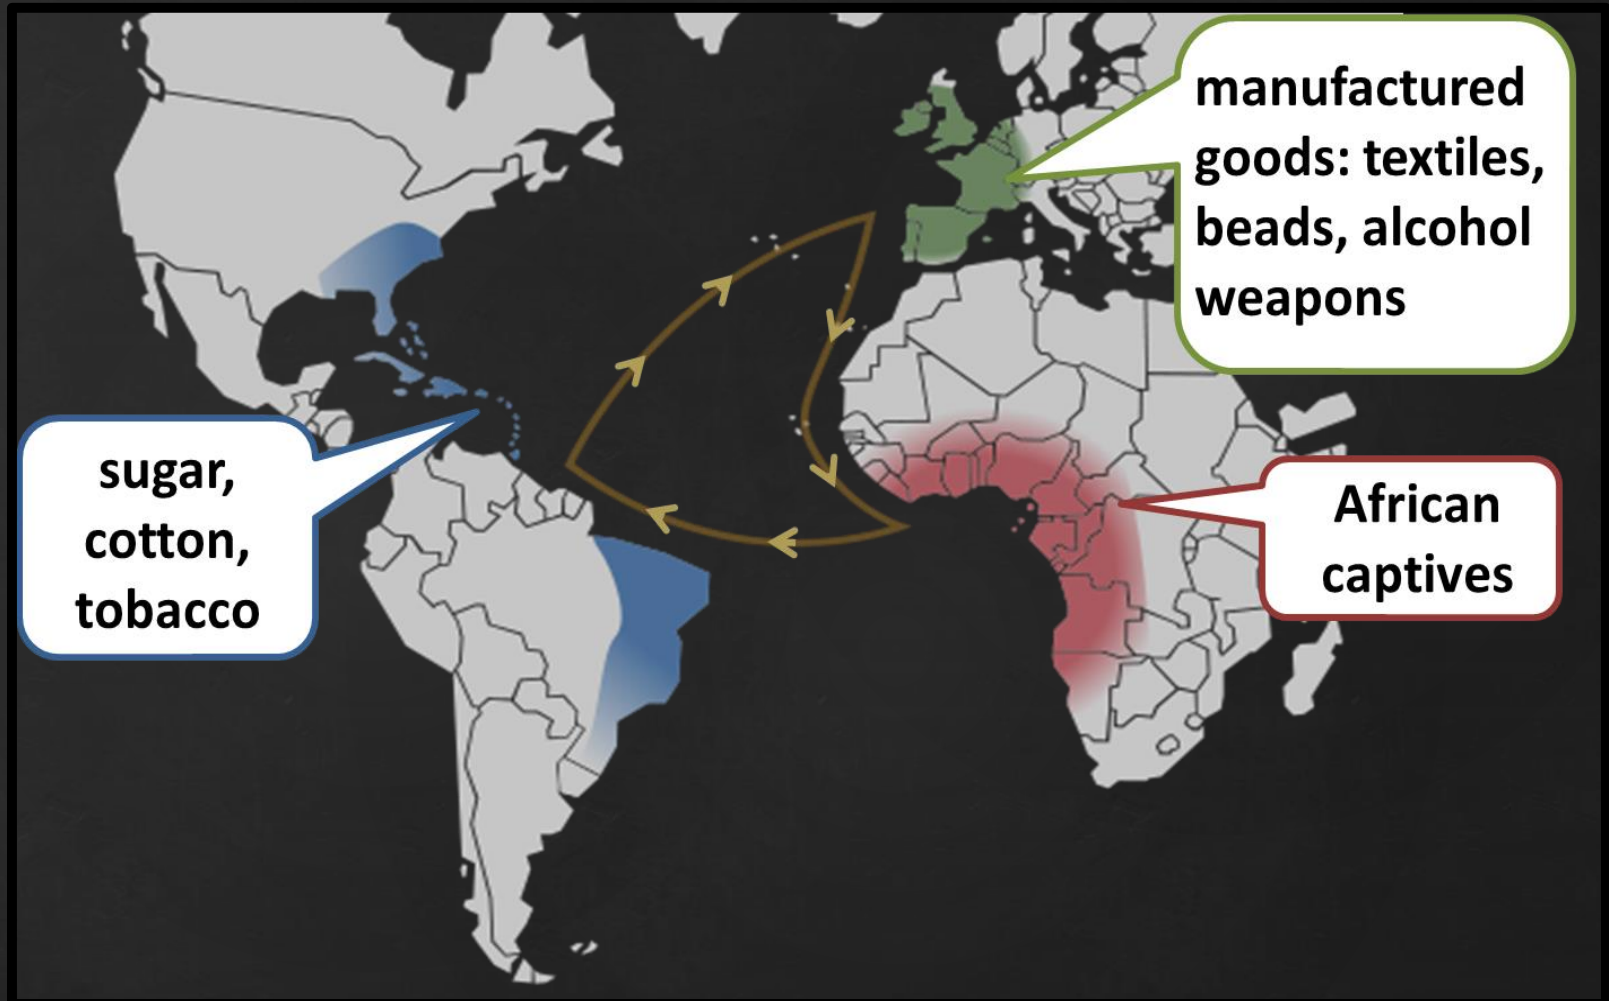 manufactured
goods: textiles,
beads, alcohol
weapons
sugar,
cotton,
tobacco
African
captives